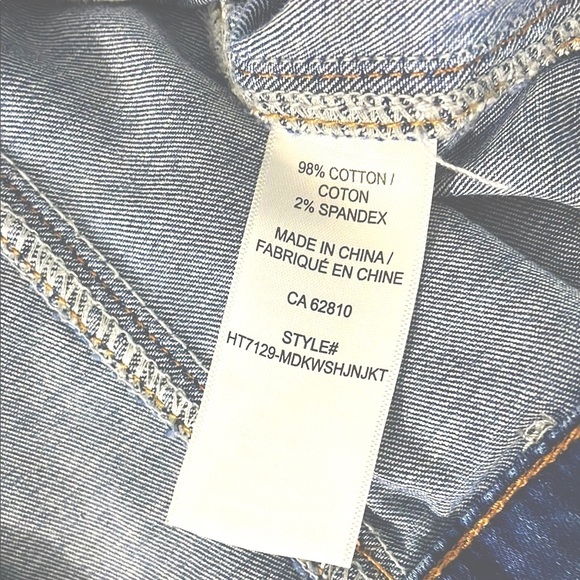 98% COTTON /
COTON
2% SPANDEX
MADE IN CHINA /
FABRIQUÉ EN CHINE
CA 62810
STYLE#
HT7129-MDKWSHJNJKT